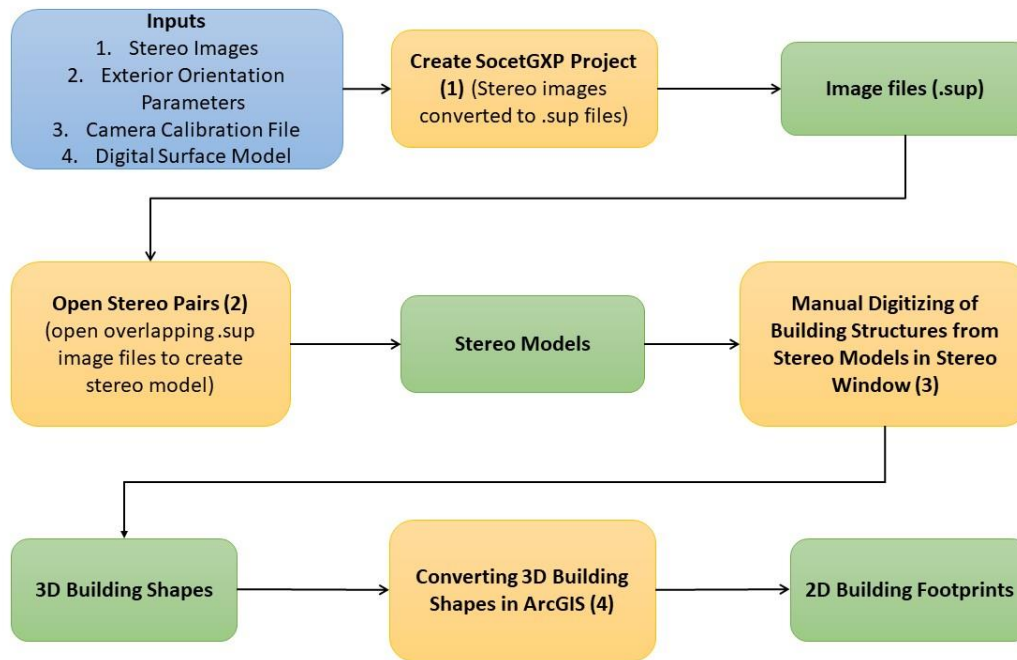 Inputs
1. Stereo Images
2. Exterior Orientation
Parameters
3. Camera Calibration File
4. Digital Surface Model
Create SocetGXP Project
(1) (Stereo images
converted to .sup files)
Image files (.sup)
Open Stereo Pairs (2)
(open overlapping .sup
image files to create
stereo model)
Stereo Models
Manual Digitizing of
Building Structures from
Stereo Models in Stereo
Window (3)
3D Building Shapes
Converting 3D Building
Shapes in ArcGIS (4)
2D Building Footprints